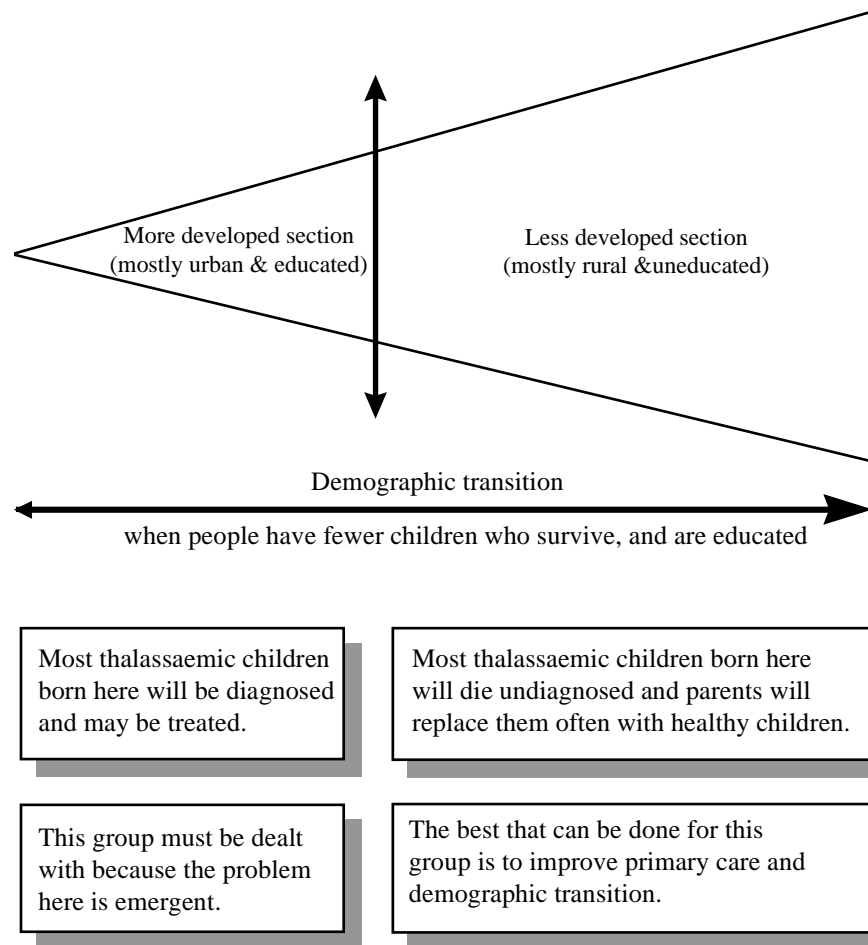 More developed section
(mostly urban & educated)
Less developed section
(mostly rural &uneducated)
Demographic transition
when people have fewer children who survive, and are educated
Most thalassaemic children
born here will be diagnosed
and may be treated.
Most thalassaemic children born here
will die undiagnosed and parents will
replace them often with healthy children.
This group must be dealt
with because the problem
here is emergent.
The best that can be done for this
group is to improve primary care and
demographic transition.